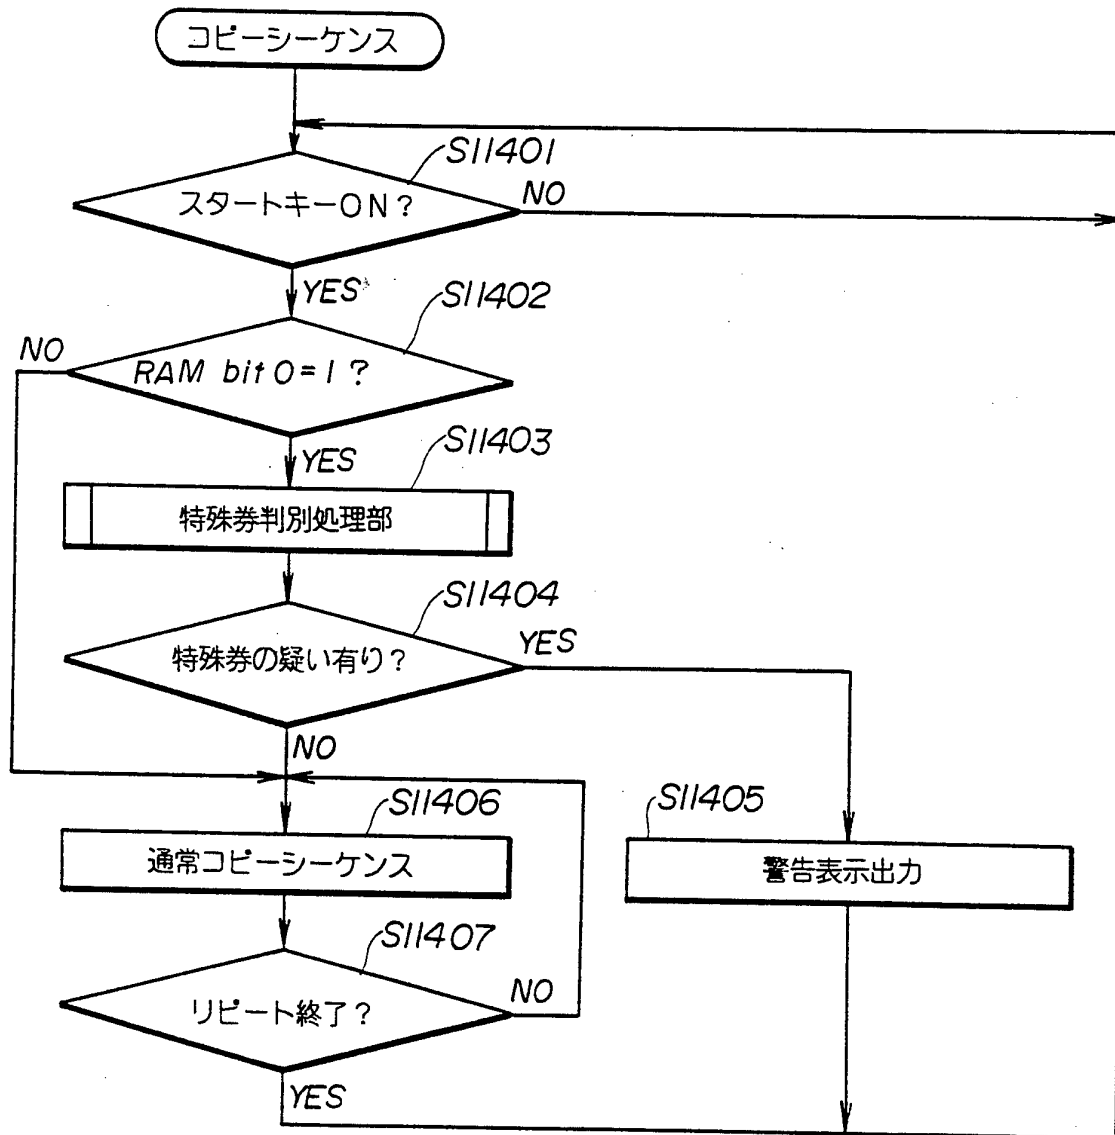 コピーシーケンス
S11401
スタートキーON?
NO
YES
S11402
NO
RAM bit0=1?
S11403
YES
特殊券判別処理部
S11404
特殊券の疑い有り?
YES
NO
S11406
S11405
通常コピーシーケンス
警告表示出力
S11407
リピート終了?
NO
YES